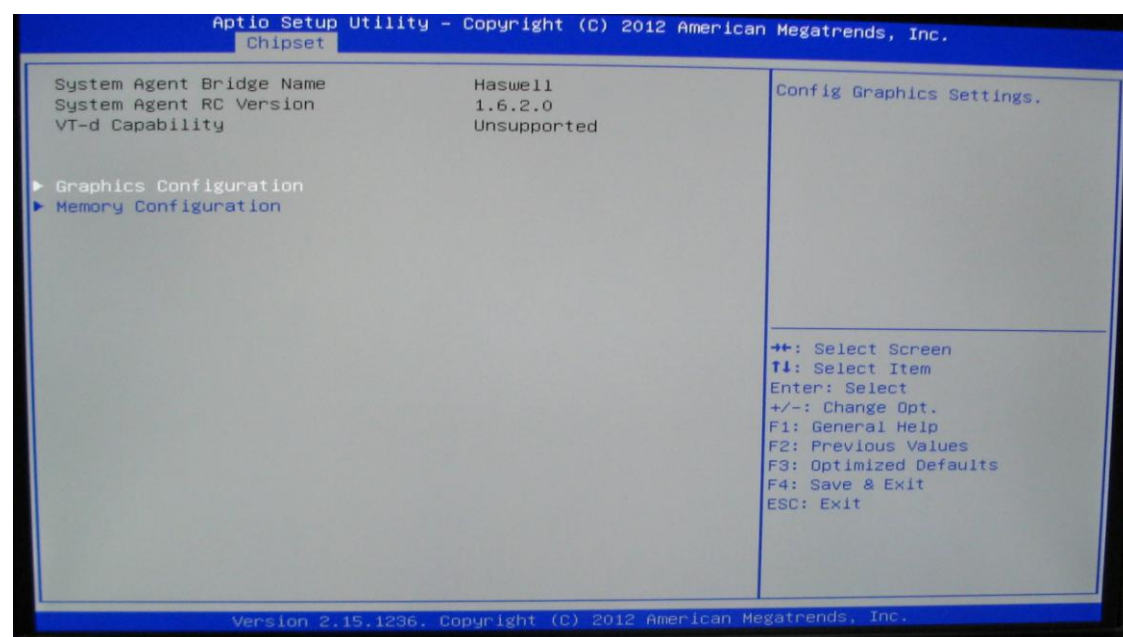 Aptio Setup Utility – Copyright (C) 2012 American Megatrends, Inc.
Chipset
System Agent Bridge Name Haswell
System Agent RC Version 1.6.2.0
VT-d Capability Unsupported
▶ Graphics Configuration
▶ Memory Configuration
Config Graphics Settings.
→←: Select Screen
↑↓: Select Item
Enter: Select
+/-: Change Opt.
F1: General Help
F2: Previous Values
F3: Optimized Defaults
F4: Save & Exit
ESC: Exit
Version 2.15.1236. Copyright (C) 2012 American Megatrends, Inc.